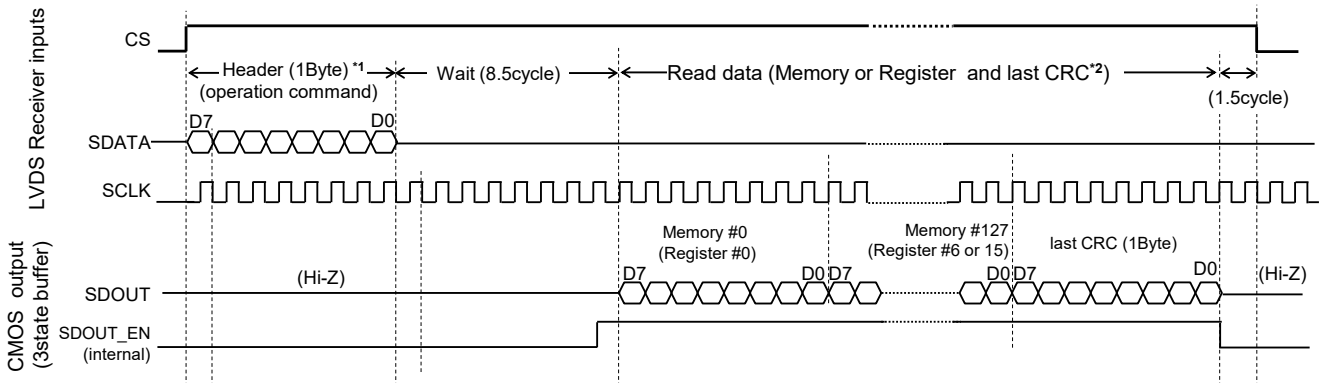 LVDS Receiver inputs
CS
Header (1Byte) *1
(operation command)
Wait (8.5cycle)
Read data (Memory or Register and last CRC*2)
(1.5cycle)
D7
D0
SDATA
SCLK
Memory #0
(Register #0)
Memory #127
(Register #6 or 15)
last CRC (1Byte)
CMOS output
(3state buffer)
D7
D0
D7
D0
D7
D0
SDOUT
(Hi-Z)
(Hi-Z)
SDOUT_EN
(internal)